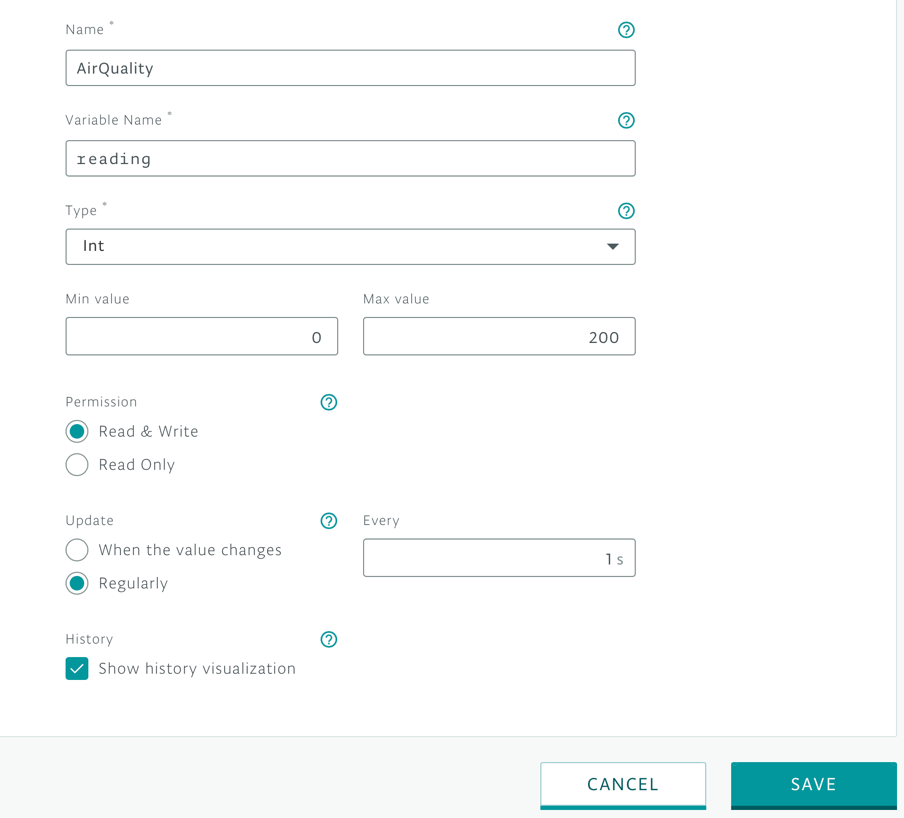 Name *
AirQuality
Variable Name *
reading
Type *
Int
Min value Max value
0 200
Permission
Read & Write
Read Only
Update Every
When the value changes 1 s
Regularly
History
Show history visualization
CANCEL SAVE